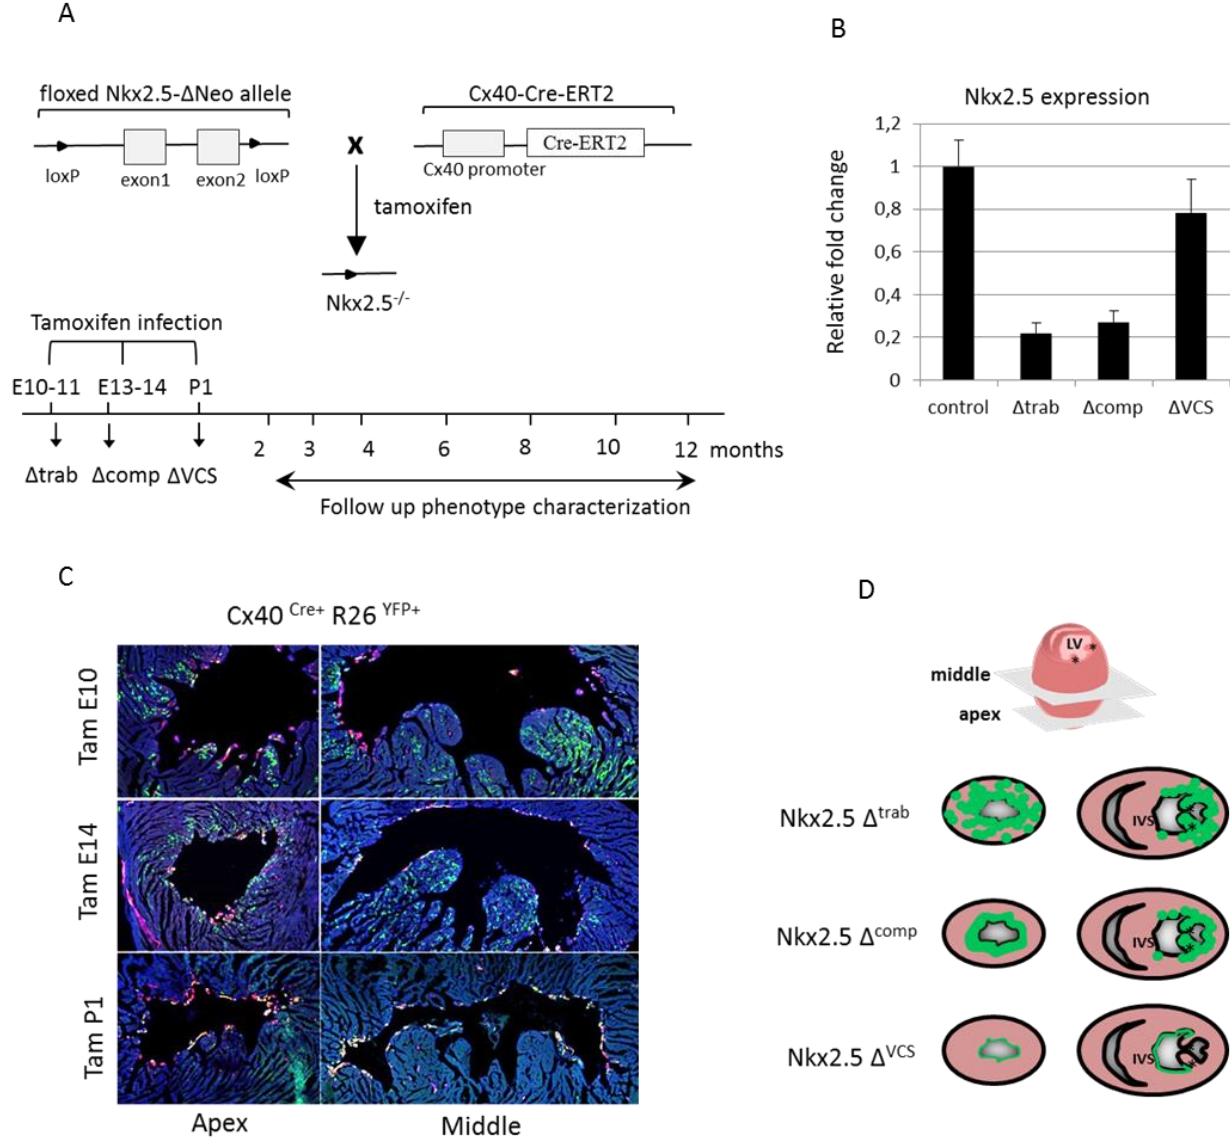 A
floxed Nkx2.5-ΔNeo allele
Cx40-Cre-ERT2
loxP
exon1
exon2
loxP
X
Cx40 promoter
Cre-ERT2
tamoxifen
Nkx2.5-/-
Tamoxifen infection
E10-11 E13-14 P1
Δtrab Δcomp ΔVCS
2 3 4 6 8 10 12 months
Follow up phenotype characterization
B
Nkx2.5 expression
Relative fold change
1,2
1
0,8
0,6
0,4
0,2
0
control Δtrab Δcomp ΔVCS
C
Cx40 Cre+ R26 YFP+
Tam E10
Tam E14
Tam P1
Apex Middle
D
LV
*
*
middle
apex
Nkx2.5 Δtrab
IVS
*
Nkx2.5 Δcomp
IVS
*
Nkx2.5 ΔVCS
IVS
*